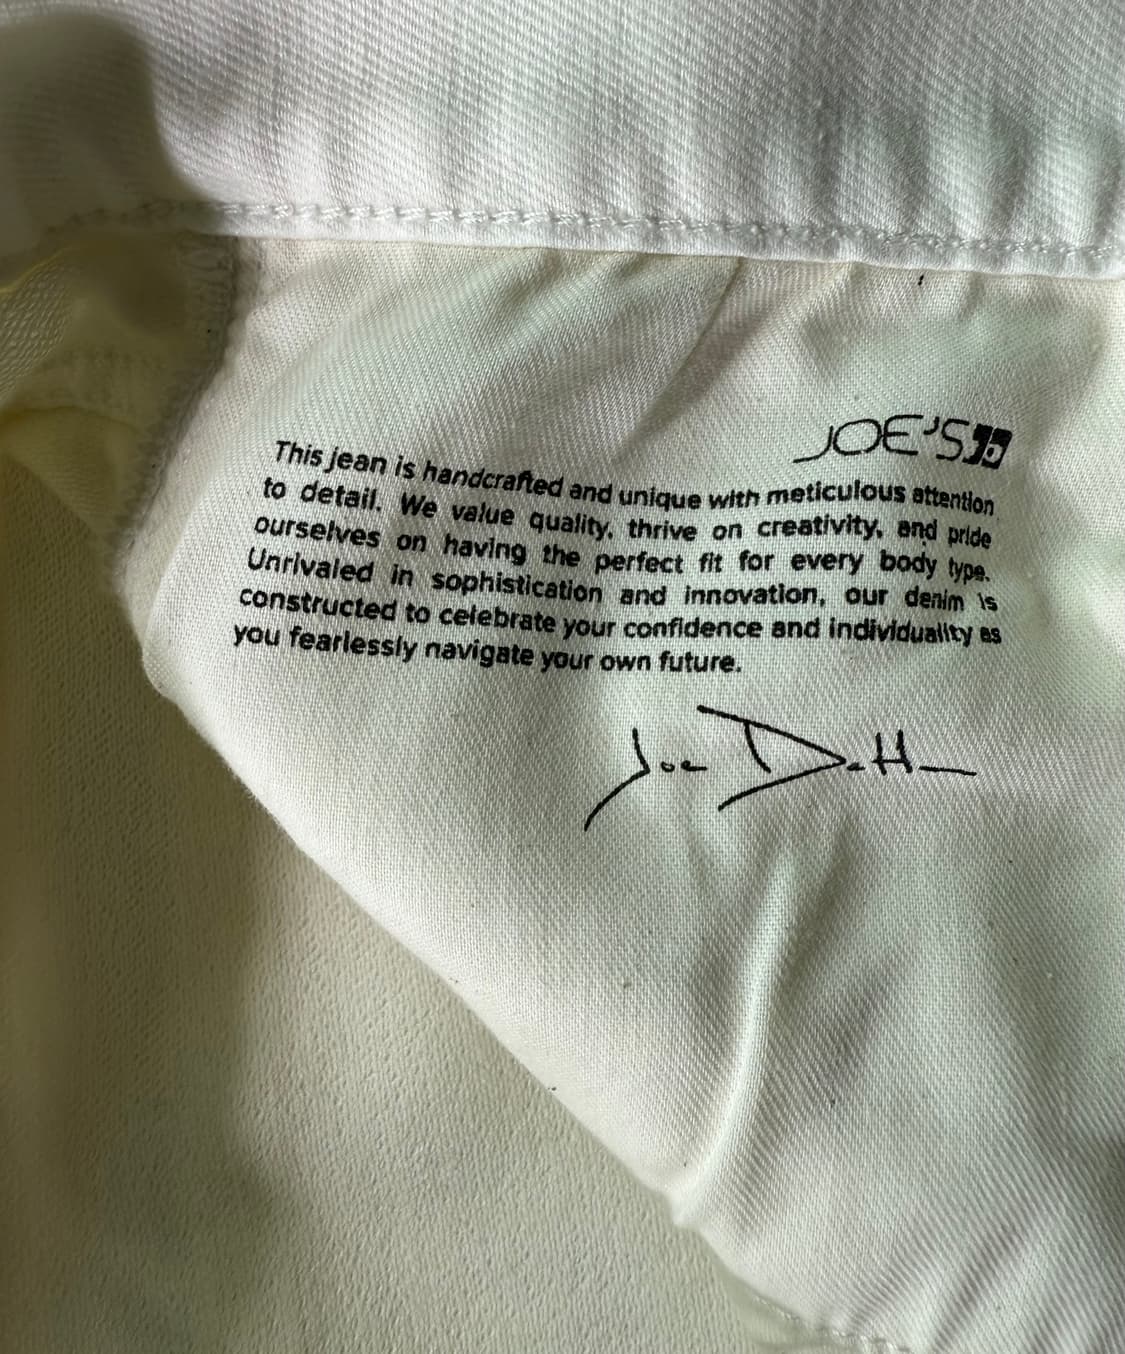 JOE'S
This jean is handcrafted and unique with meticulous attention
to detail. We value quality, thrive on creativity, and pride
ourselves on having the perfect fit for every body type.
Unrivaled in sophistication and innovation, our denim is
constructed to celebrate your confidence and individuality as
you fearlessly navigate your own future.
Joe